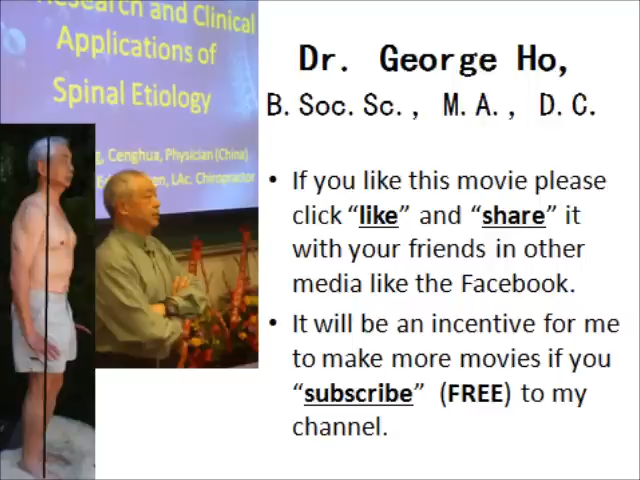 Research and Clinical
Applications of
Spinal Etiology
Cenghua, Physician (China)
LAc. Chiropractor
Dr. George Ho,
B.Soc.Sc., M.A., D.C.
• If you like this movie please
click “like” and “share” it
with your friends in other
media like the Facebook.
• It will be an incentive for me
to make more movies if you
“subscribe” (FREE) to my
channel.